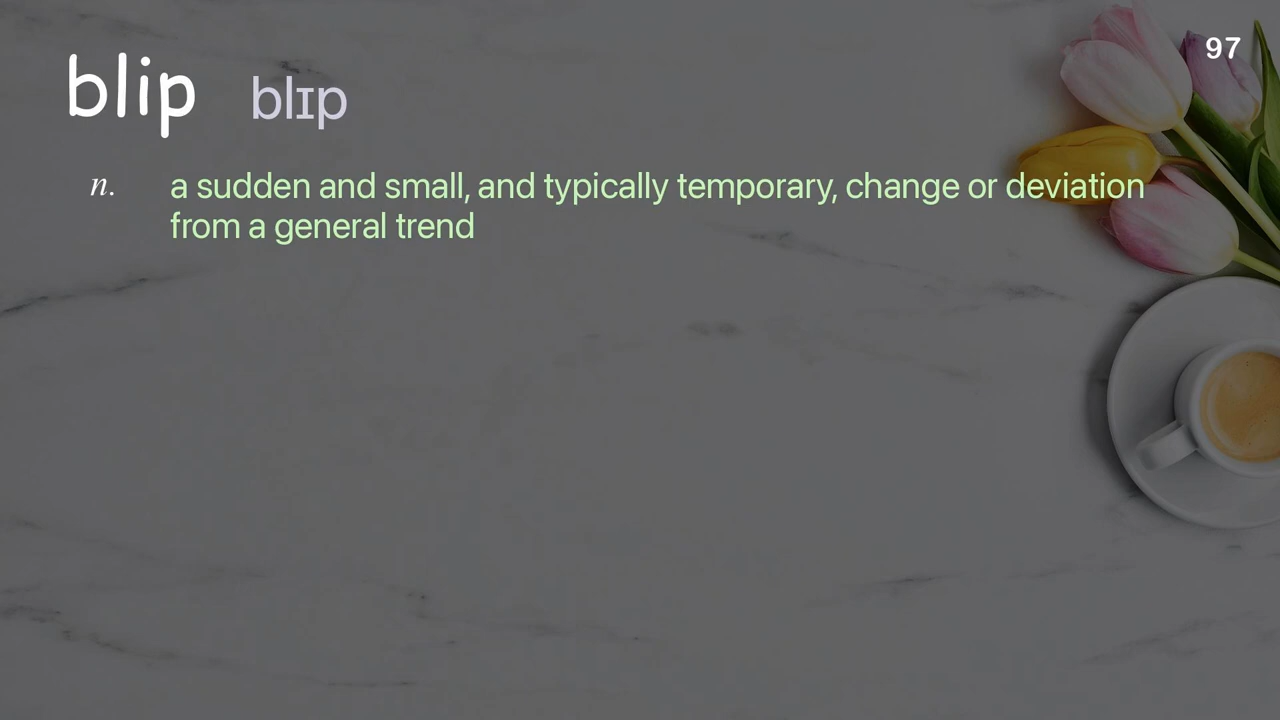 97
blip blɪp
n. a sudden and small, and typically temporary, change or deviation
from a general trend